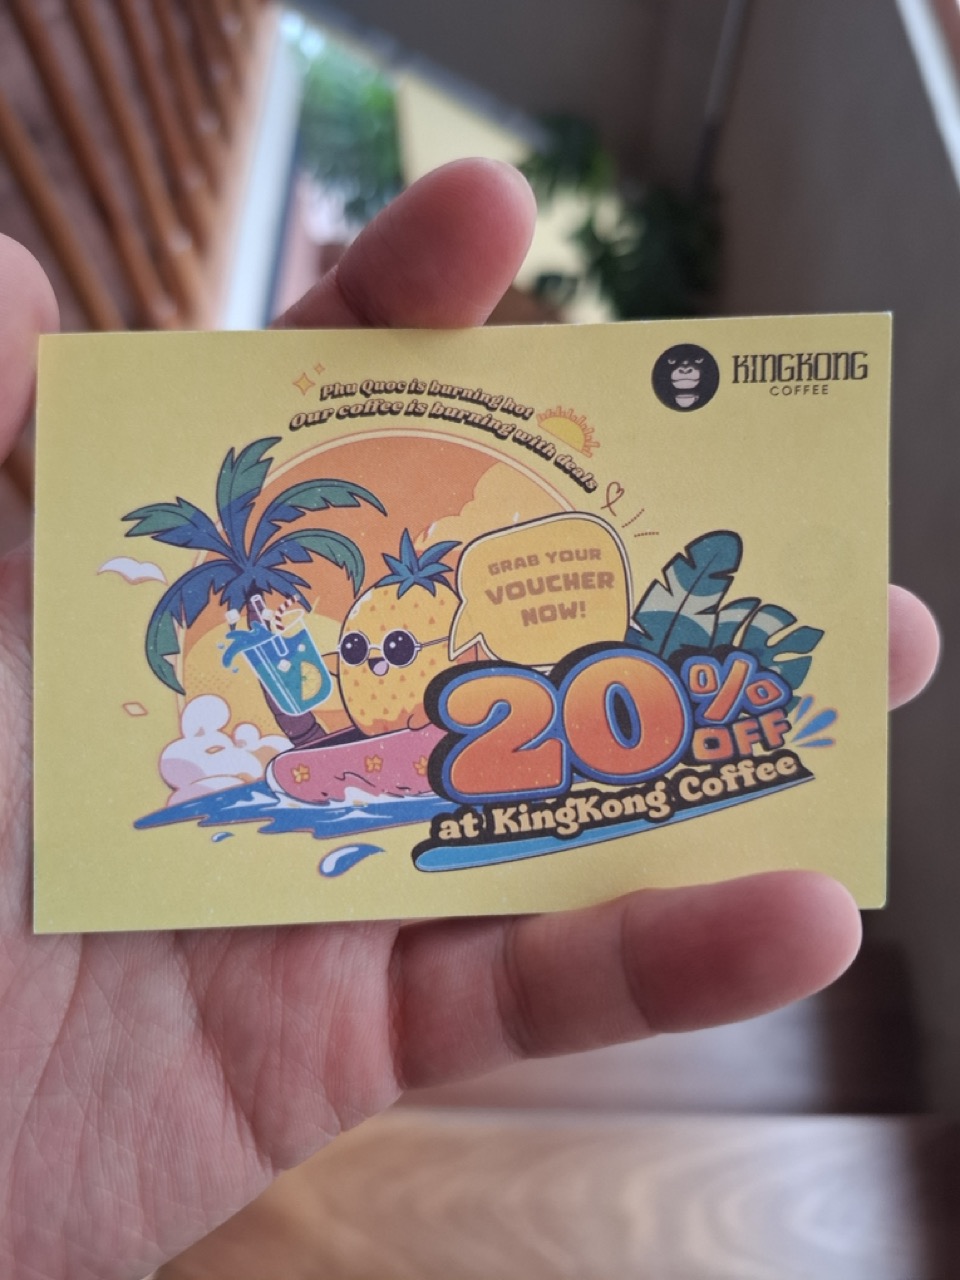 KINGKONG
COFFEE
Phu Quoc is burning hot
Our coffee is burning with deals
GRAB YOUR
VOUCHER
NOW!
20%
OFF
at KingKong Coffee